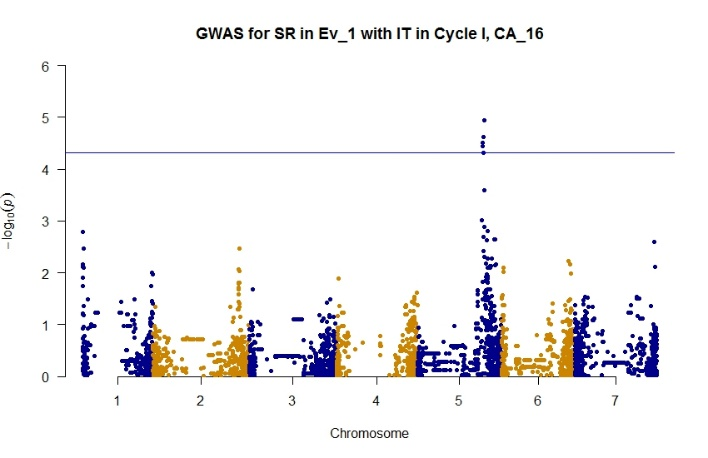 GWAS for SR in Ev_1 with IT in Cycle I, CA_16
6
5
4
3
2
1
0
−log10(p)
1 2 3 4 5 6 7
Chromosome